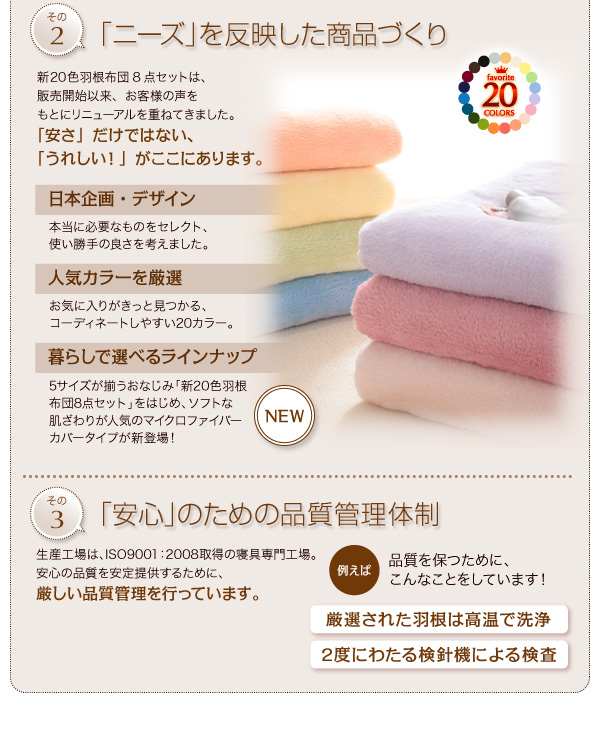 その
2
「ニーズ」を反映した商品づくり
新20色羽根布団８点セットは、
販売開始以来、お客様の声を
もとにリニューアルを重ねてきました。
「安さ」だけではない、
「うれしい！」がここにあります。
favorite
20
COLORS
日本企画・デザイン
本当に必要なものをセレクト、
使い勝手の良さを考えました。
人気カラーを厳選
お気に入りがきっと見つかる、
コーディネートしやすい20カラー。
暮らしで選べるラインナップ
5サイズが揃うおなじみ「新20色羽根
布団8点セット」をはじめ、ソフトな
肌ざわりが人気のマイクロファイバー
カバータイプが新登場！
NEW
その
3
「安心」のための品質管理体制
生産工場は、ISO9001：2008取得の寝具専門工場。
安心の品質を安定提供するために、
厳しい品質管理を行っています。
例えば
品質を保つために、
こんなことをしています！
厳選された羽根は高温で洗浄
2度にわたる検針機による検査